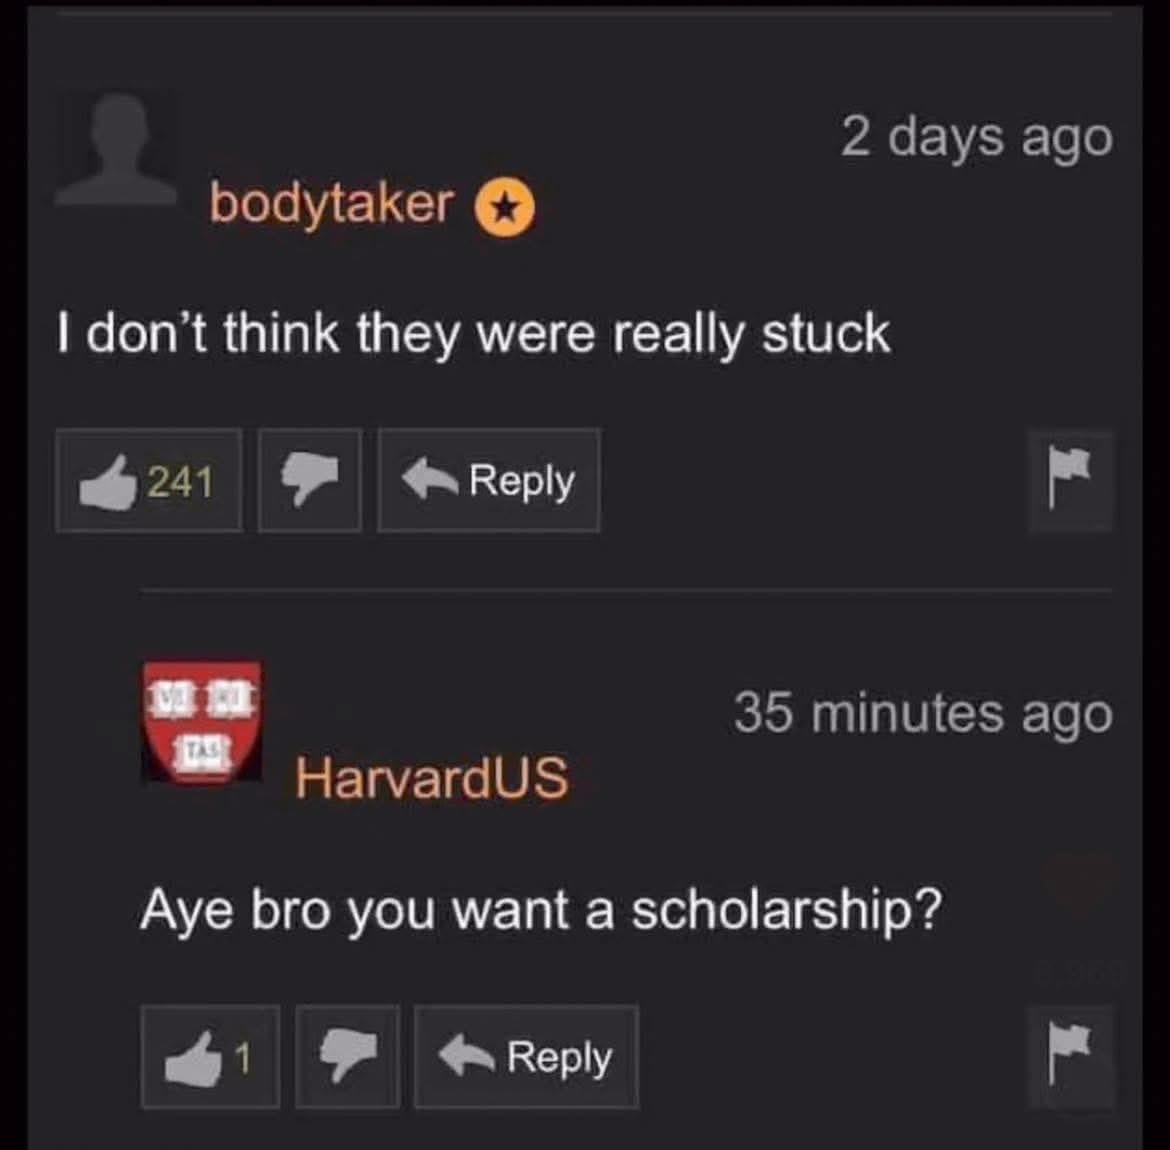 2 days ago
bodytaker
I don't think they were really stuck
241
Reply
35 minutes ago
TAS
HarvardUS
Aye bro you want a scholarship?
1
Reply